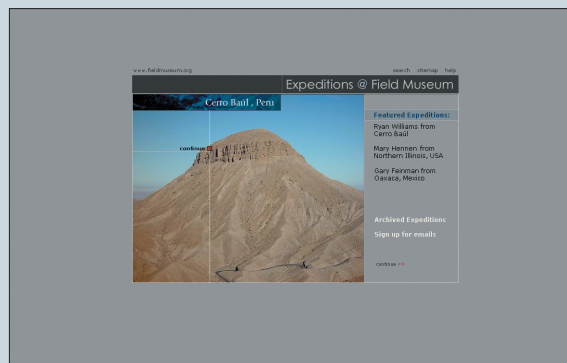 www.fieldmuseum.org
search sitemap help
Expeditions @ Field Museum
Cerro Baúl , Peru
continue
Featured Expeditions:
Ryan Williams from
Cerro Baúl
Mary Hennen from
Northern Illinois, USA
Gary Feinman from
Oaxaca, Mexico
Archived Expeditions
Sign up for emails
continue >>